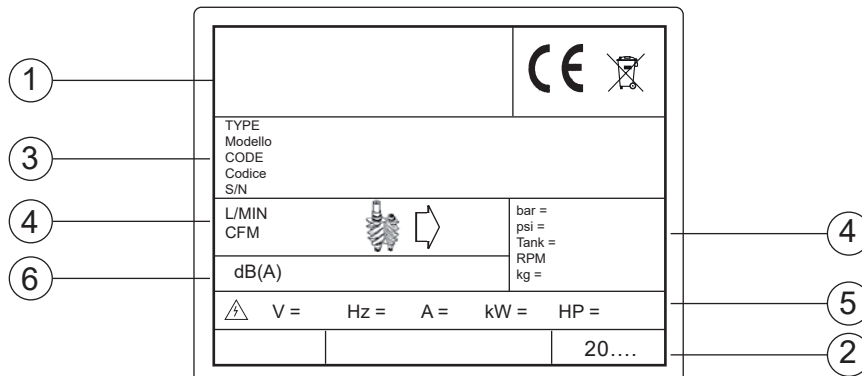 CE
1
TYPE
Modello
CODE
Codice
S/N
3
L/MIN
CFM
4
bar =
psi =
Tank =
RPM
kg =
4
dB(A)
6
V = Hz = A = kW = HP =
5
20....
2